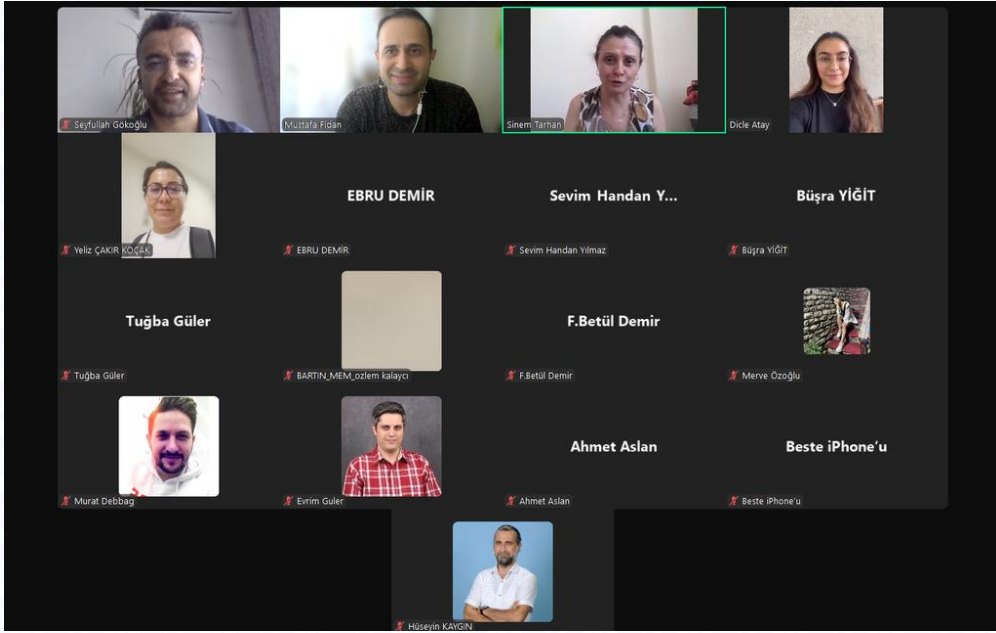 Seyfullah Gökoğlu
Mustafa Fidan
Sinem Tarhan
Dicle Atay
Yeliz ÇAKIR KOÇAK
EBRU DEMİR
EBRU DEMİR
Sevim Handan Y...
Sevim Handan Yılmaz
Büşra YİĞİT
Büşra YİĞİT
Tuğba Güler
Tuğba Güler
BARTIN_MEM_ozlem kalaycı
F.Betül Demir
F.Betül Demir
Merve Özoğlu
Murat Debbag
Evrim Guler
Ahmet Aslan
Ahmet Aslan
Beste iPhone'u
Beste iPhone'u
Hüseyin KAYGIN